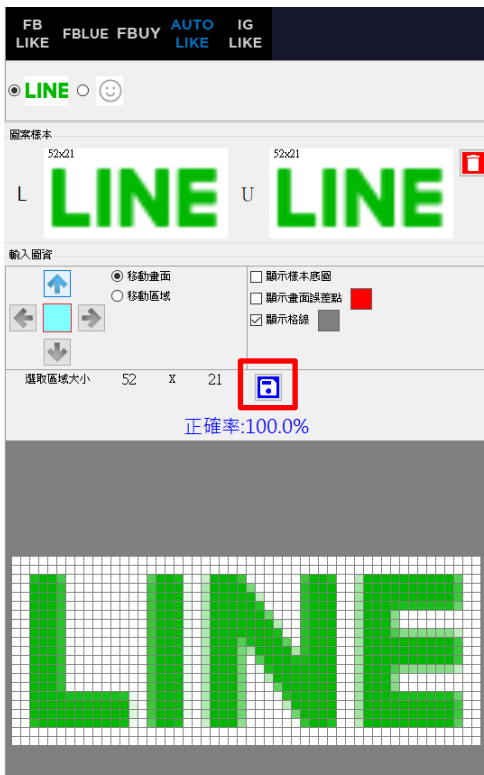 FB LIKE FBLUE FBUY AUTO LIKE IG LIKE
LINE
圖案樣本
52x21 52x21
L LINE U LINE
輸入圖資
移動畫面 顯示樣本底圖
移動區域 顯示畫面誤差點
顯示格線
選取區域大小 52 X 21
正確率:100.0%
LINE